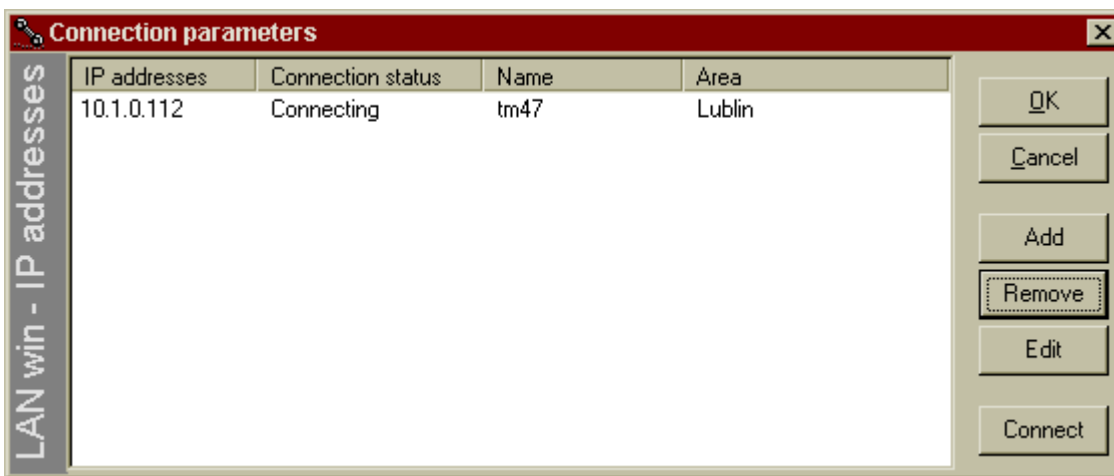 Connection parameters
LAN win - IP addresses
IP addresses Connection status Name Area
10.1.0.112 Connecting tm47 Lublin
OK
Cancel
Add
Remove
Edit
Connect